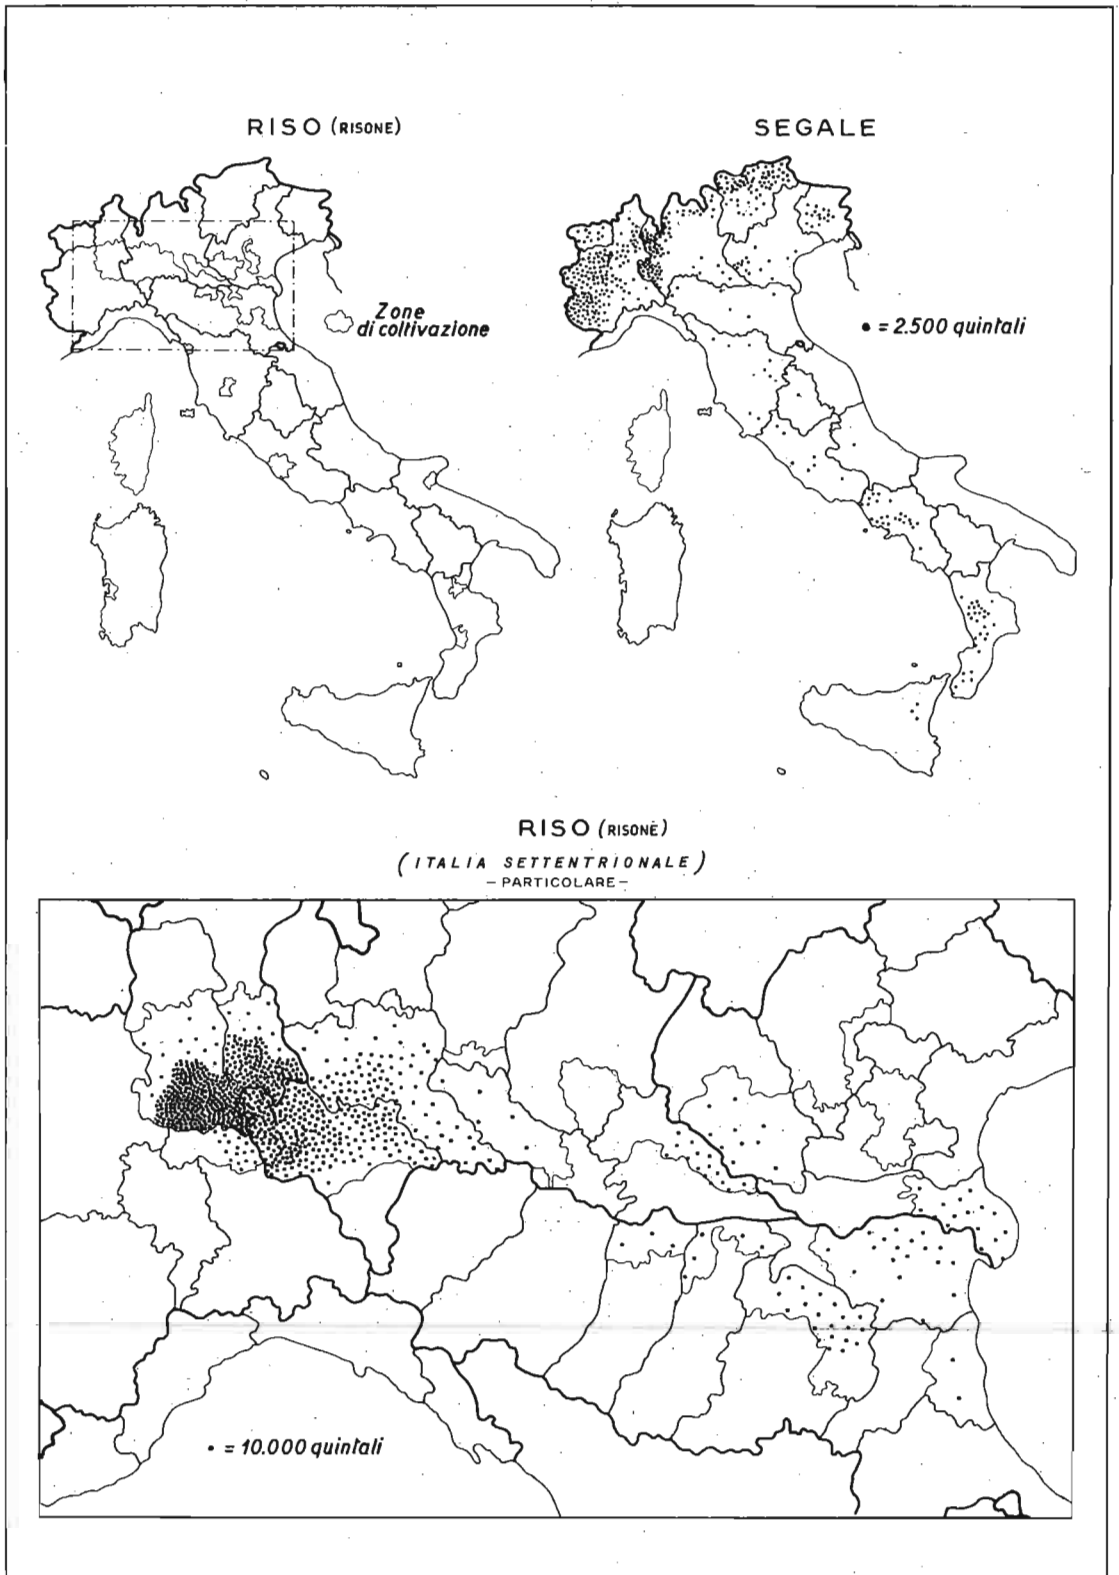 RISO (RISONE)
SEGALE
Zone
di coltivazione
• = 2.500 quintali
RISO (RISONE)
(ITALIA SETTENTRIONALE)
– PARTICOLARE –
• = 10.000 quintali